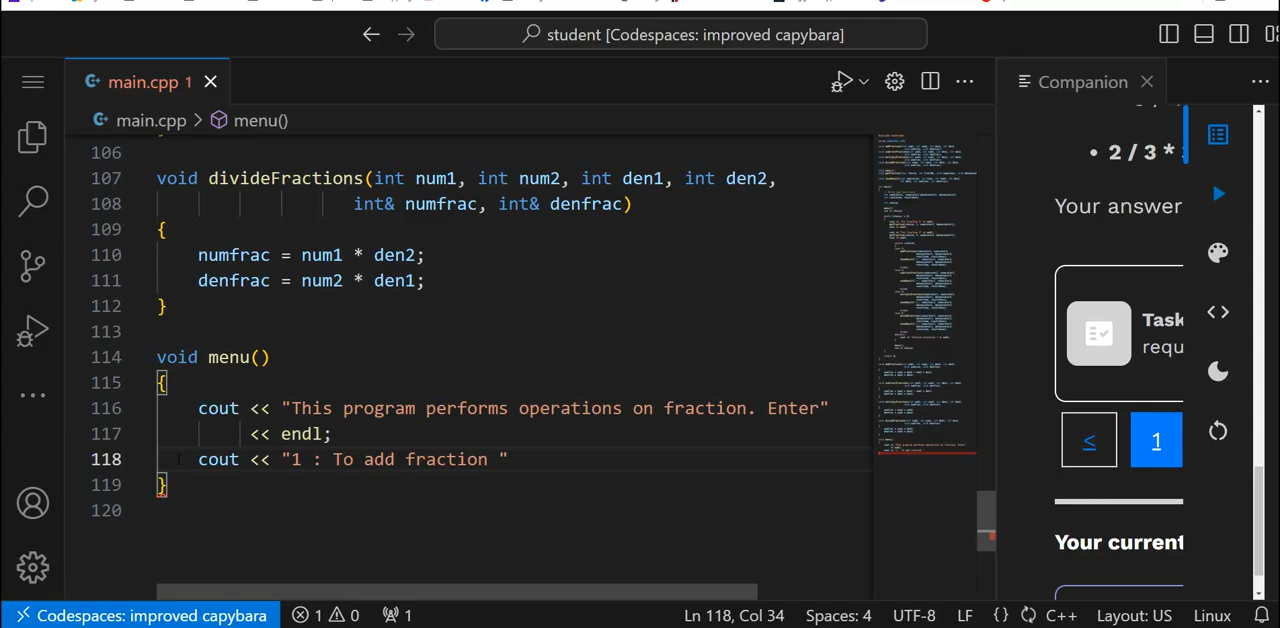 student [Codespaces: improved capybara]
main.cpp 1
Companion
main.cpp > menu()
106
107 void divideFractions(int num1, int num2, int den1, int den2,
108 int& numfrac, int& denfrac)
109 {
110 numfrac = num1 * den2;
111 denfrac = num2 * den1;
112 }
113
114 void menu()
115 {
116 cout << "This program performs operations on fraction. Enter"
117 << endl;
118 cout << "1 : To add fraction "
119 }
120
• 2 / 3 *
Your answer
Task
requ
<
1
Your current
Codespaces: improved capybara 1 0 1 Ln 118, Col 34 Spaces: 4 UTF-8 LF {} C++ Layout: US Linux